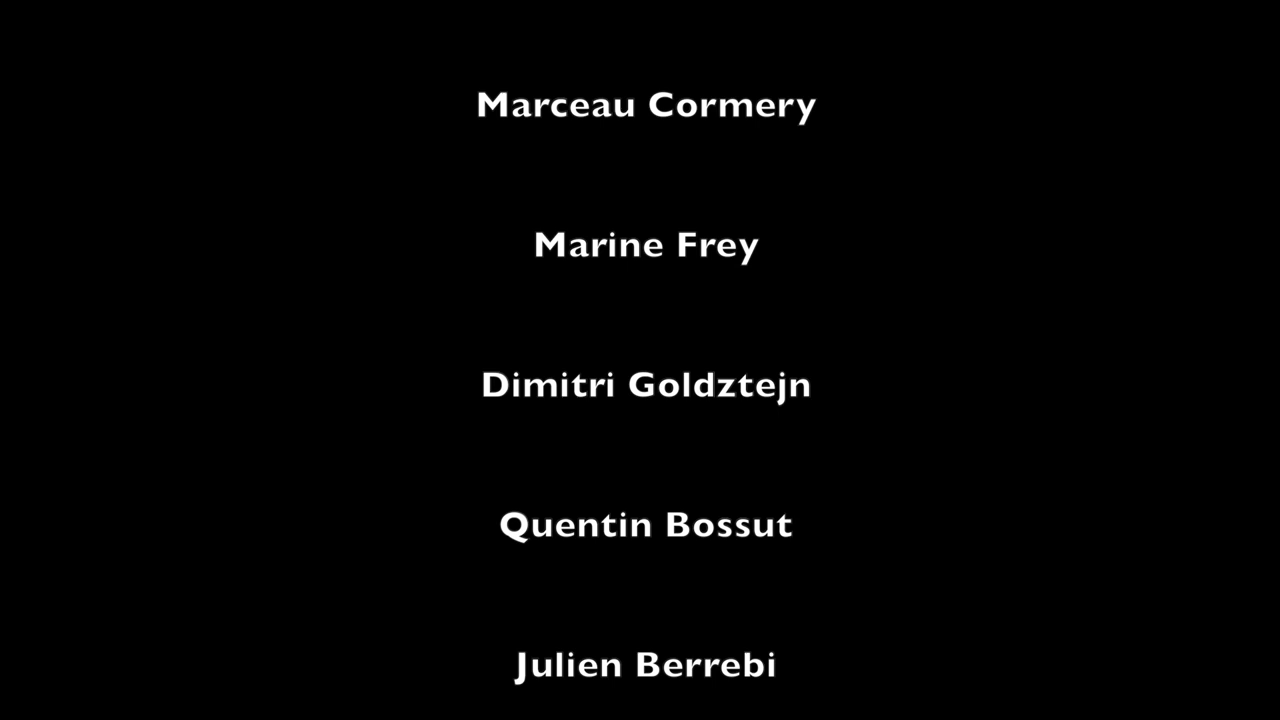 Marceau Cormery
Marine Frey
Dimitri Goldztejn
Quentin Bossut
Julien Berrebi